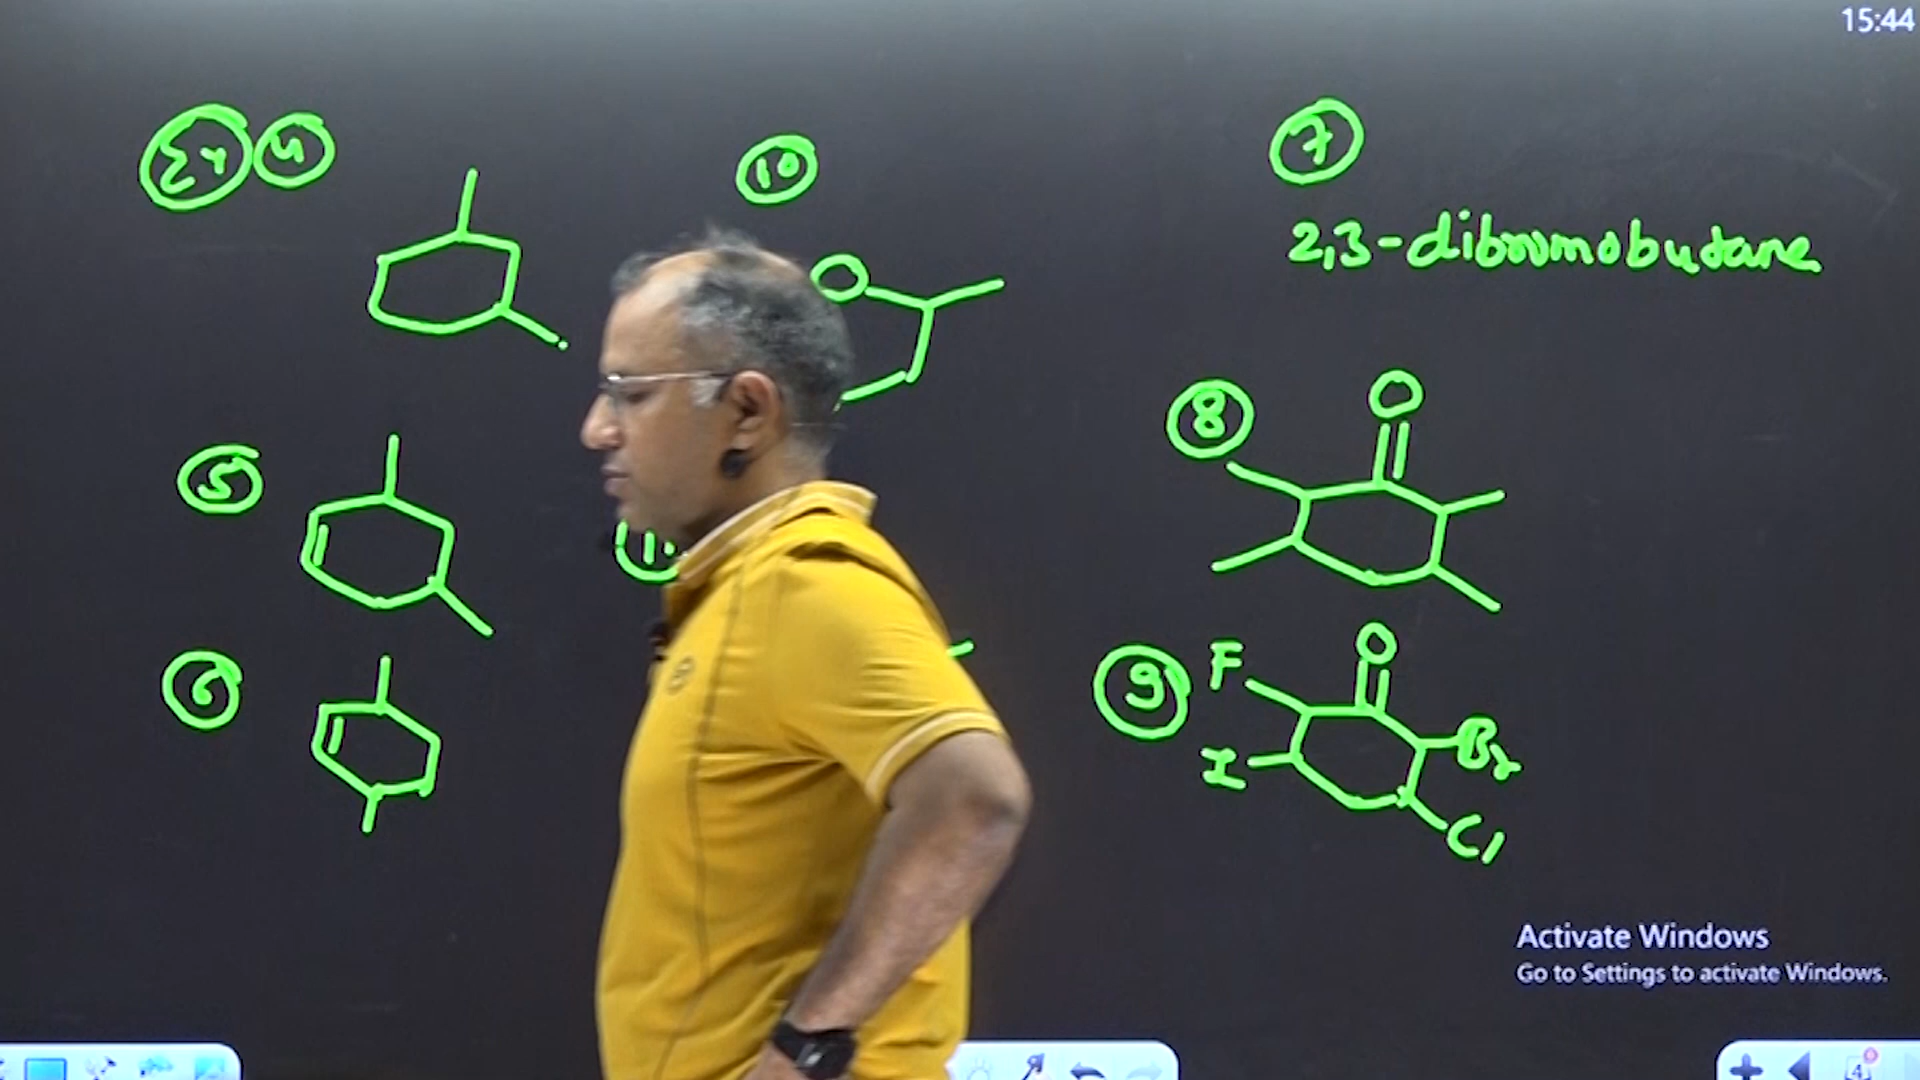 15:44
Ex 4
10
7
2,3-dibromobutane
O
8
O
5
6
9
O
F
Br
I
Cl
Activate Windows
Go to Settings to activate Windows.
4